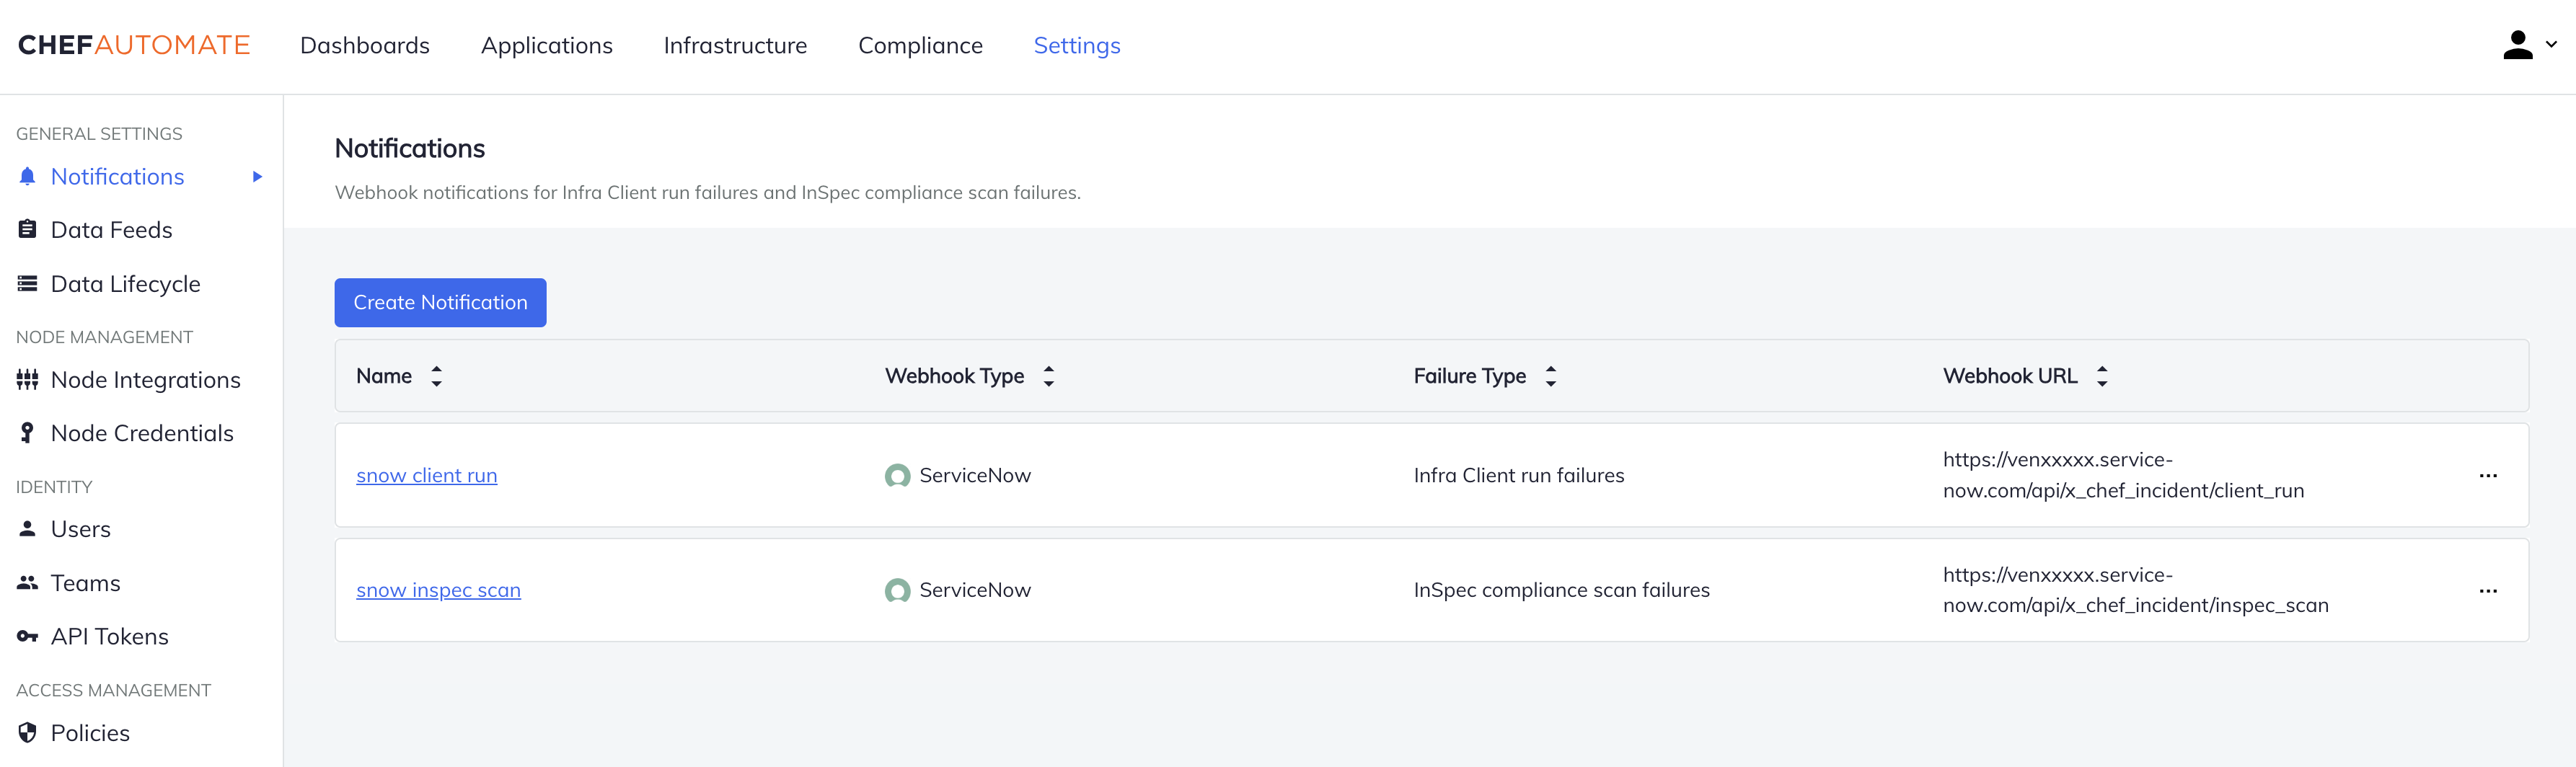 CHEFAUTOMATE Dashboards Applications Infrastructure Compliance Settings
GENERAL SETTINGS
Notifications
Data Feeds
Data Lifecycle
NODE MANAGEMENT
Node Integrations
Node Credentials
IDENTITY
Users
Teams
API Tokens
ACCESS MANAGEMENT
Policies
Notifications
Webhook notifications for Infra Client run failures and InSpec compliance scan failures.
Create Notification
Name Webhook Type Failure Type Webhook URL
snow client run ServiceNow Infra Client run failures https://venxxxxx.service-
now.com/api/x_chef_incident/client_run
...
snow inspec scan ServiceNow InSpec compliance scan failures https://venxxxxx.service-
now.com/api/x_chef_incident/inspec_scan
...